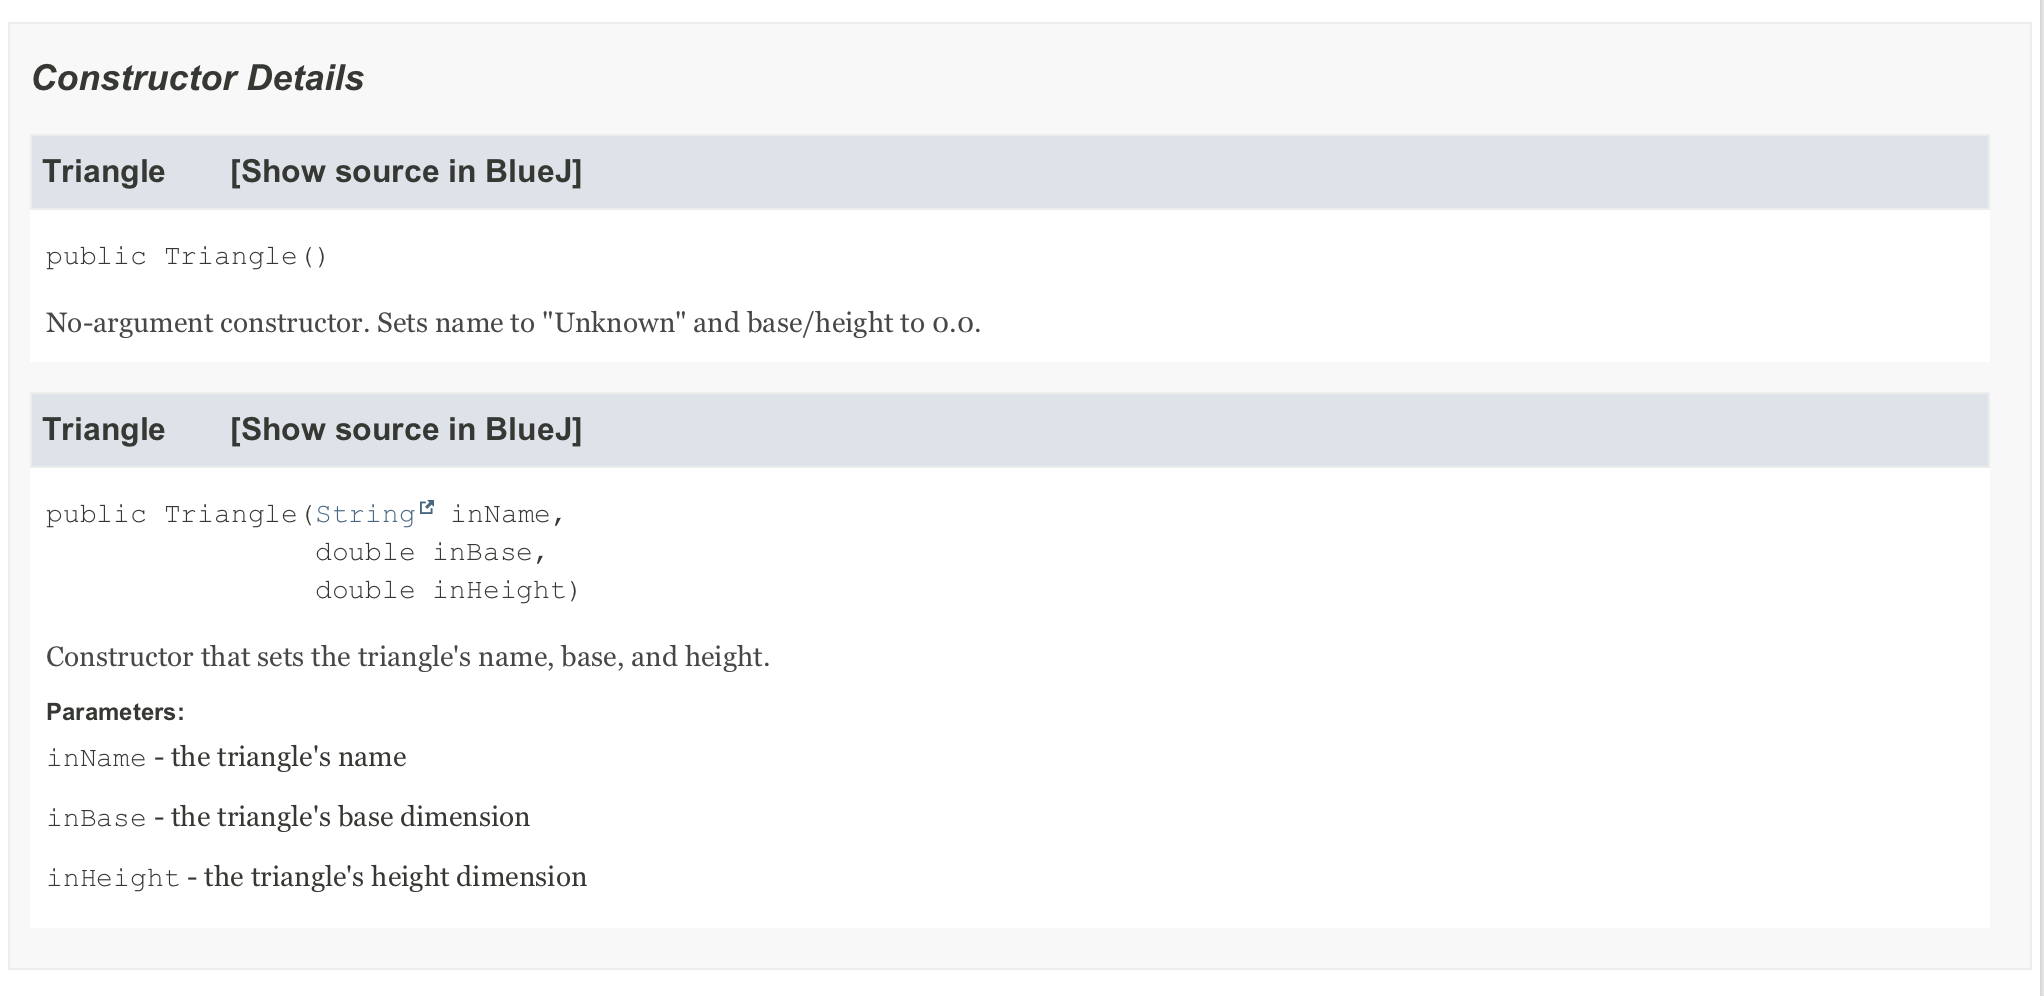 Constructor Details
Triangle [Show source in BlueJ]
public Triangle()
No-argument constructor. Sets name to "Unknown" and base/height to 0.0.
Triangle [Show source in BlueJ]
public Triangle(String inName,
double inBase,
double inHeight)
Constructor that sets the triangle's name, base, and height.
Parameters:
inName - the triangle's name
inBase - the triangle's base dimension
inHeight - the triangle's height dimension